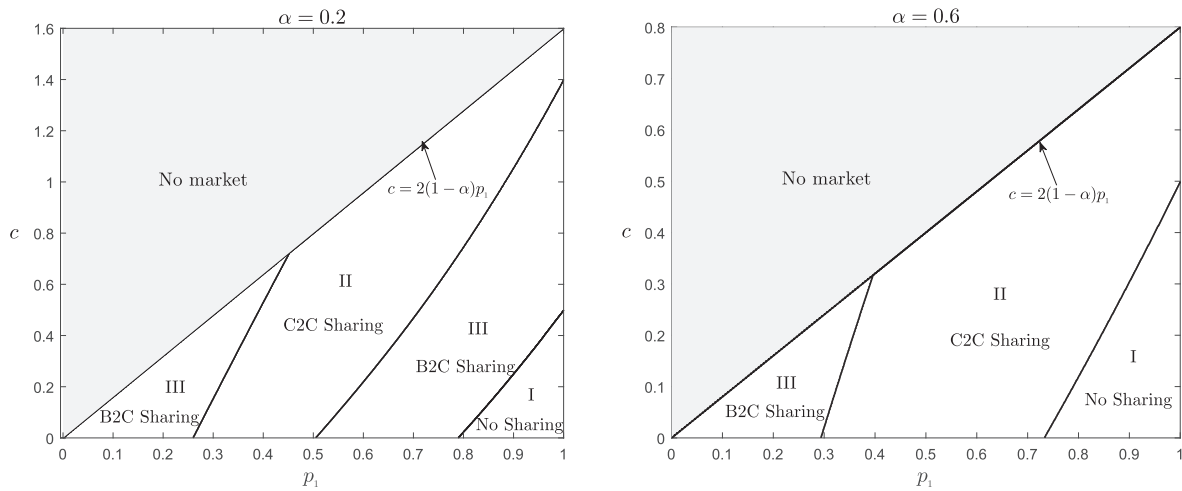 α = 0.2
1.6
1.4
1.2
1
0.8
0.6
0.4
0.2
0
c
No market
c = 2(1 − α)p₁
II
C2C Sharing
III
B2C Sharing
III
B2C Sharing
I
No Sharing
0 0.1 0.2 0.3 0.4 0.5 0.6 0.7 0.8 0.9 1
p₁
α = 0.6
0.8
0.7
0.6
0.5
0.4
0.3
0.2
0.1
0
c
No market
c = 2(1 − α)p₁
II
C2C Sharing
I
No Sharing
III
B2C Sharing
0 0.1 0.2 0.3 0.4 0.5 0.6 0.7 0.8 0.9 1
p₁